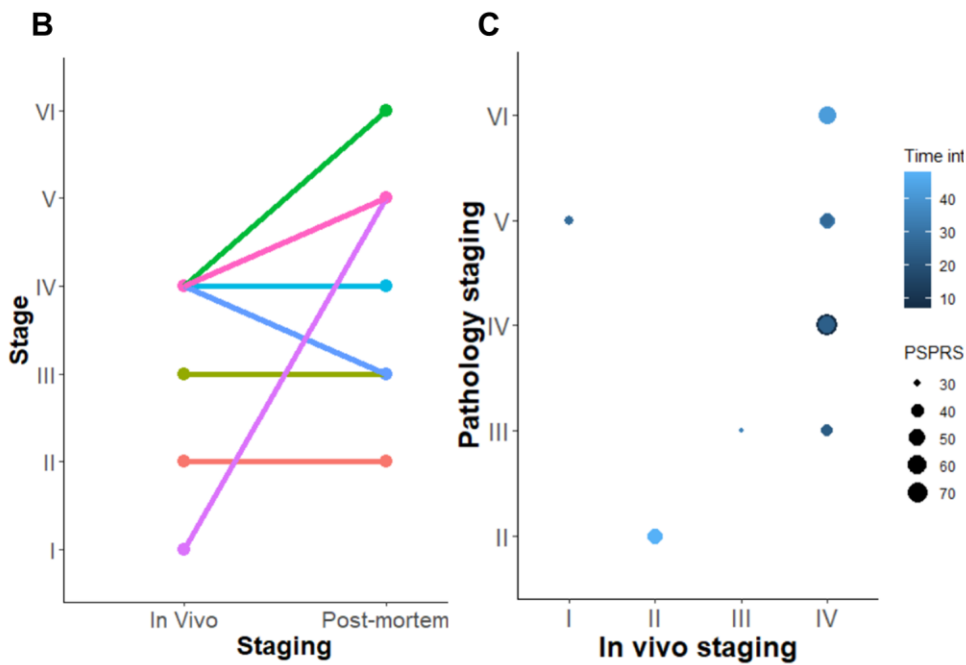 B
VI
V
IV
III
II
I
Stage
In Vivo
Post-mortem
Staging
C
VI
V
IV
III
II
Pathology staging
I
II
III
IV
In vivo staging
Time int
40
30
20
10
PSPRS
30
40
50
60
70